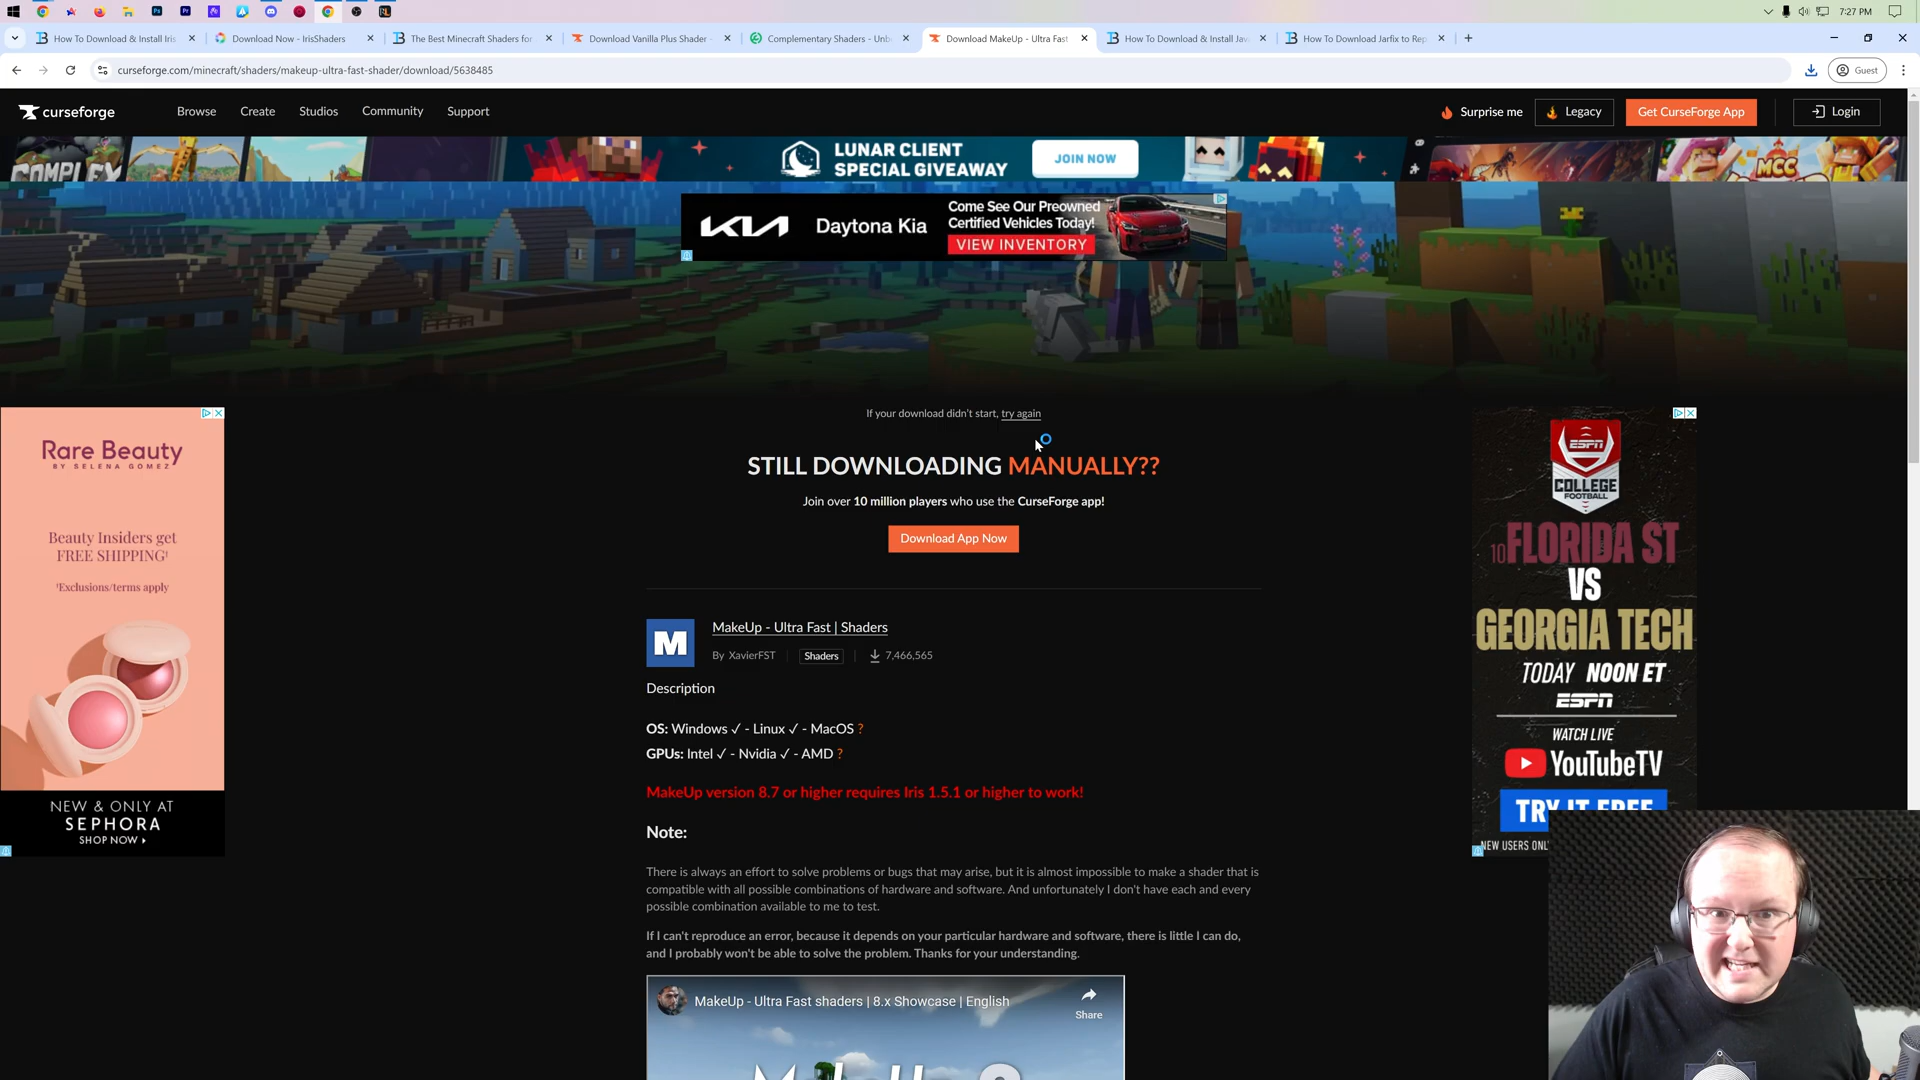 7:27 PM
How To Download & Install Iris
Download Now - IrisShaders
The Best Minecraft Shaders for
Download Vanilla Plus Shader -
Complementary Shaders - Unb
Download MakeUp - Ultra Fast
How To Download & Install Jav
How To Download Jarfix to Rep
curseforge.com/minecraft/shaders/makeup-ultra-fast-shader/download/5638485
Guest
curseforge
Browse
Create
Studios
Community
Support
Surprise me
Legacy
Get CurseForge App
Login
COMPLEX
LUNAR CLIENT
SPECIAL GIVEAWAY
JOIN NOW
MCC
KIA
Daytona Kia
Come See Our Preowned
Certified Vehicles Today!
VIEW INVENTORY
If your download didn't start, try again
STILL DOWNLOADING MANUALLY??
Join over 10 million players who use the CurseForge app!
Download App Now
Rare Beauty
BY SELENA GOMEZ
Beauty Insiders get
FREE SHIPPING†
†Exclusions/terms apply
NEW & ONLY AT
SEPHORA
SHOP NOW
M
MakeUp - Ultra Fast | Shaders
By XavierFST
Shaders
7,466,565
Description
OS: Windows ✓ - Linux ✓ - MacOS ?
GPUs: Intel ✓ - Nvidia ✓ - AMD ?
MakeUp version 8.7 or higher requires Iris 1.5.1 or higher to work!
Note:
There is always an effort to solve problems or bugs that may arise, but it is almost impossible to make a shader that is
compatible with all possible combinations of hardware and software. And unfortunately I don't have each and every
possible combination available to me to test.
If I can't reproduce an error, because it depends on your particular hardware and software, there is little I can do,
and I probably won't be able to solve the problem. Thanks for your understanding.
MakeUp - Ultra Fast shaders | 8.x Showcase | English
Share
ESPN
COLLEGE
FOOTBALL
10 FLORIDA ST
VS
GEORGIA TECH
TODAY NOON ET
ESPN
WATCH LIVE
YouTubeTV
TRY IT FREE
NEW USERS ONL